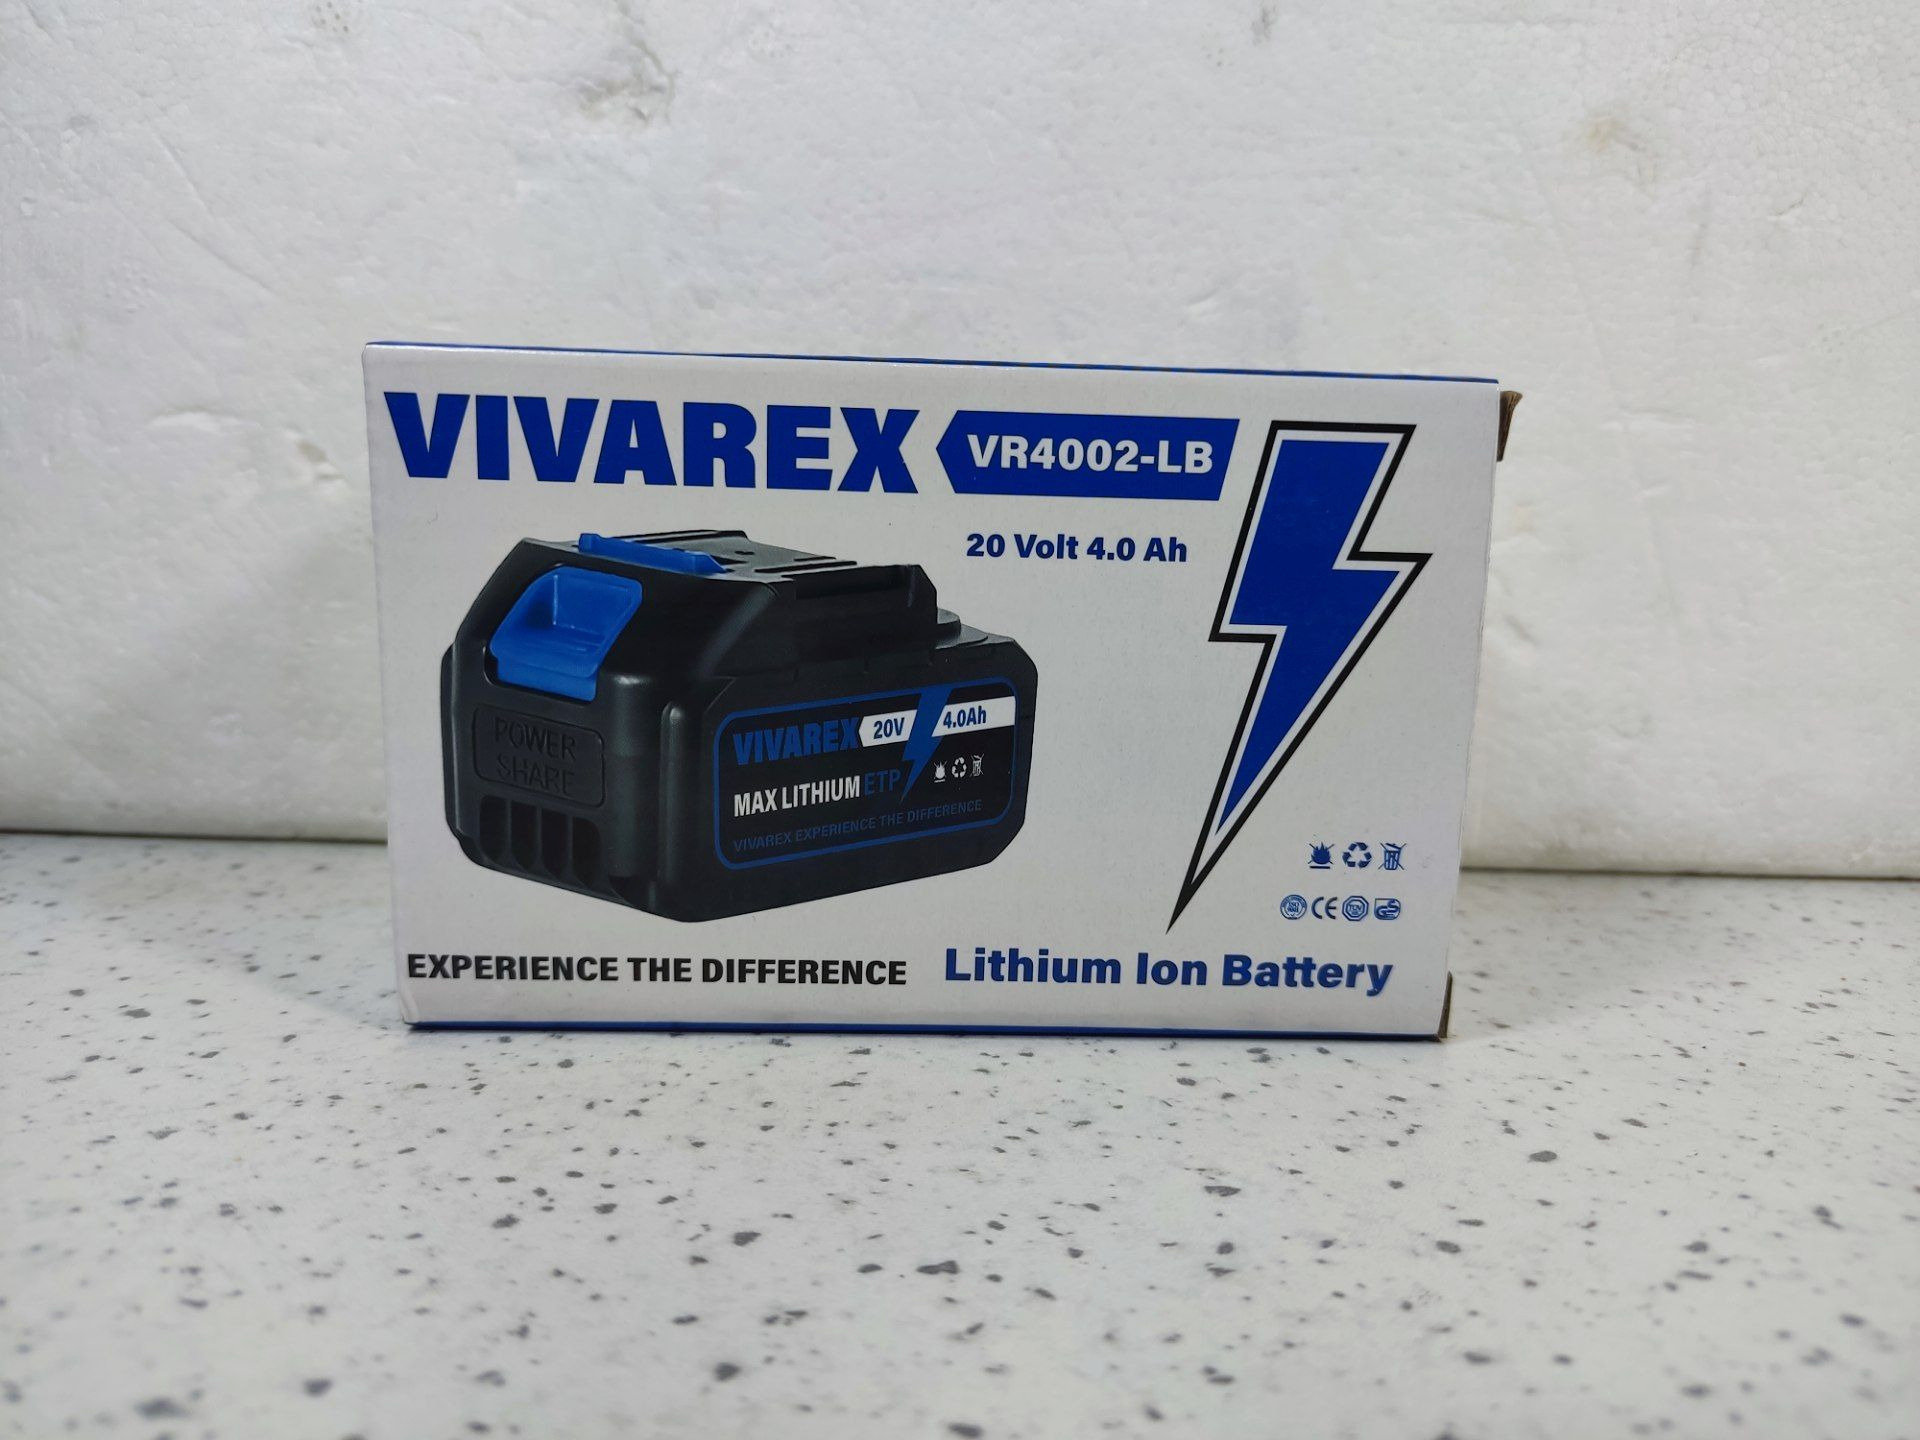 VIVAREX
VR4002-LB
20 Volt 4.0 Ah
POWER
SHARE
VIVAREX 20V 4.0Ah
MAX LITHIUM ETP
VIVAREX EXPERIENCE THE DIFFERENCE
CE
EXPERIENCE THE DIFFERENCE
Lithium Ion Battery